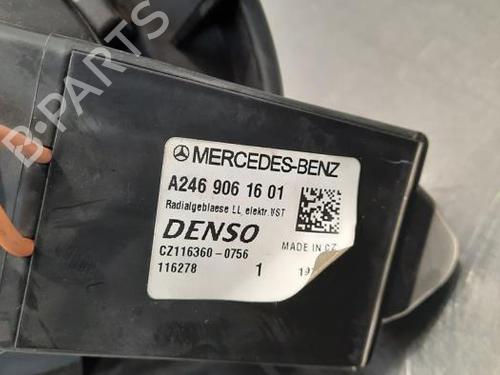 B-PARTS
MERCEDES-BENZ
A246 906 16 01
Radialgeblaese LL elektr.VST
DENSO
MADE IN CZ
CZ116360-0756
116278 1